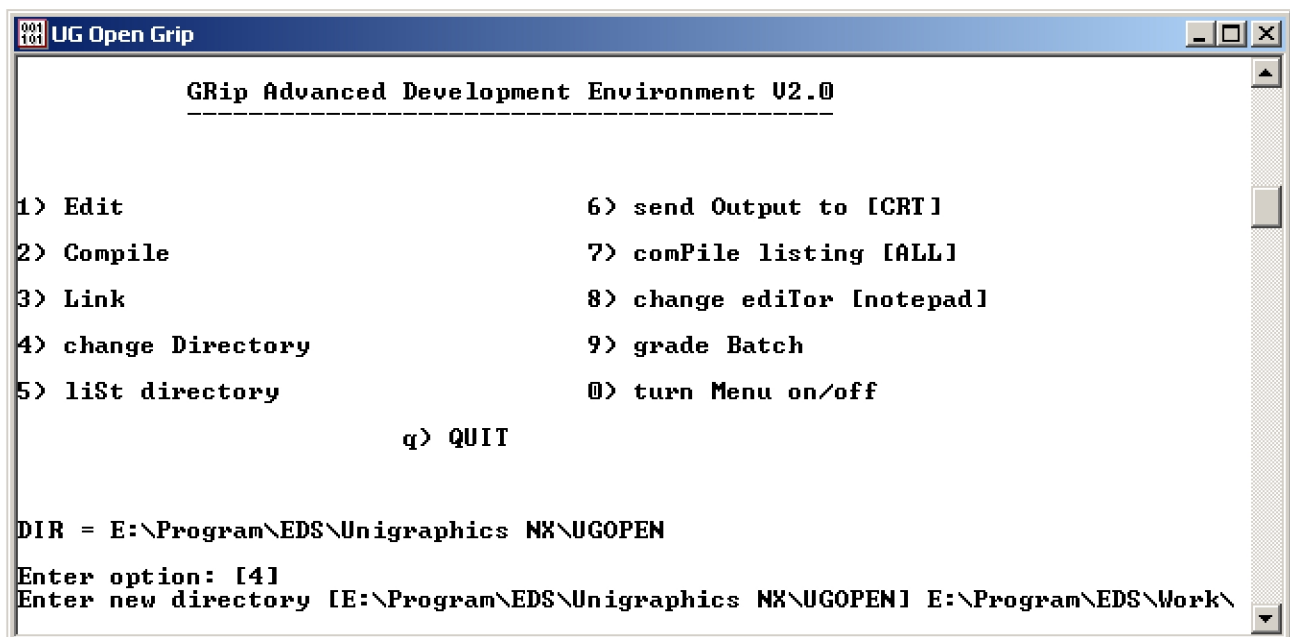 UG Open Grip
GRip Advanced Development Environment V2.0
1) Edit 6) send Output to [CRT]
2) Compile 7) comPile listing [ALL]
3) Link 8) change ediTor [notepad]
4) change Directory 9) grade Batch
5) liSt directory 0) turn Menu on/off
q) QUIT
DIR = E:\Program\EDS\Unigraphics NX\UGOPEN
Enter option: [4]
Enter new directory [E:\Program\EDS\Unigraphics NX\UGOPEN] E:\Program\EDS\Work\